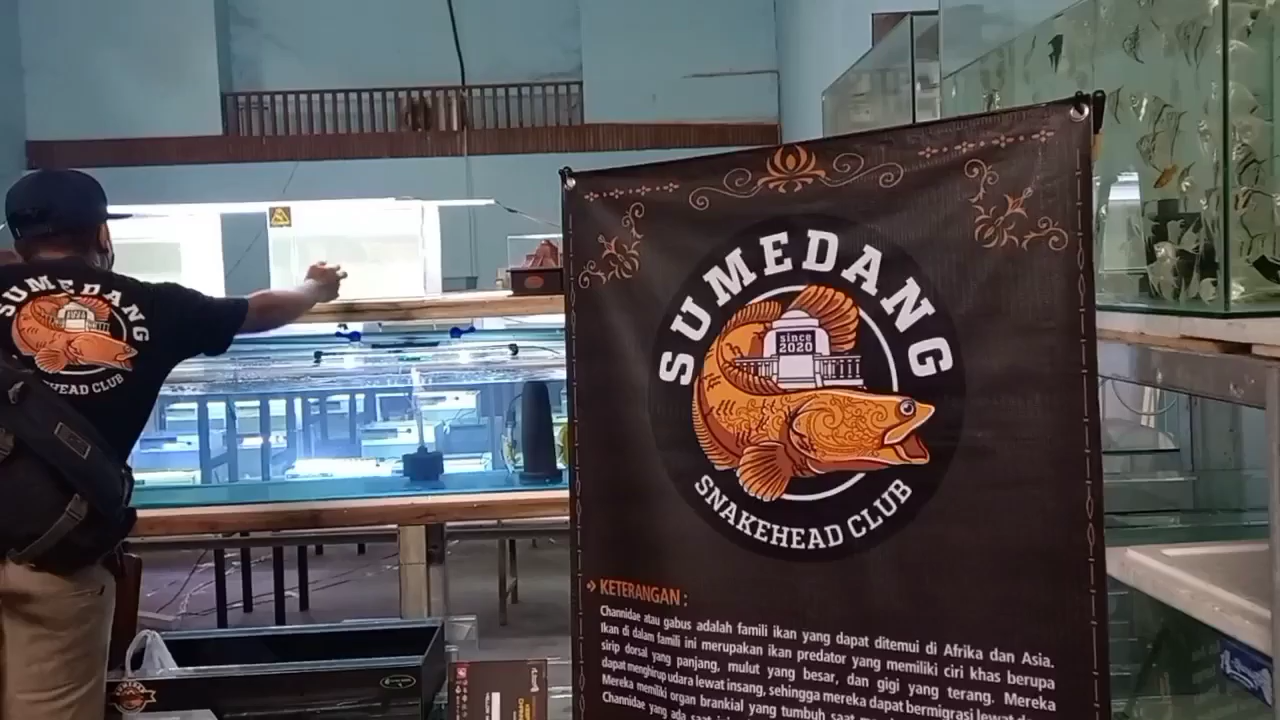 SUMEDANG
since
2020
SNAKEHEAD CLUB
KETERANGAN :
Channidae atau gabus adalah famili ikan yang dapat ditemui di Afrika dan Asia.
Ikan di dalam famili ini merupakan ikan predator yang memiliki ciri khas berupa
sirip dorsal yang panjang, mulut yang besar, dan gigi yang terang. Mereka
dapat menghirup udara lewat insang, sehingga mereka dapat bermigrasi lewat
Mereka memiliki organ brankial yang tumbuh saat
Channidae yang ada saat
SUMEDANG
HEAD CLUB